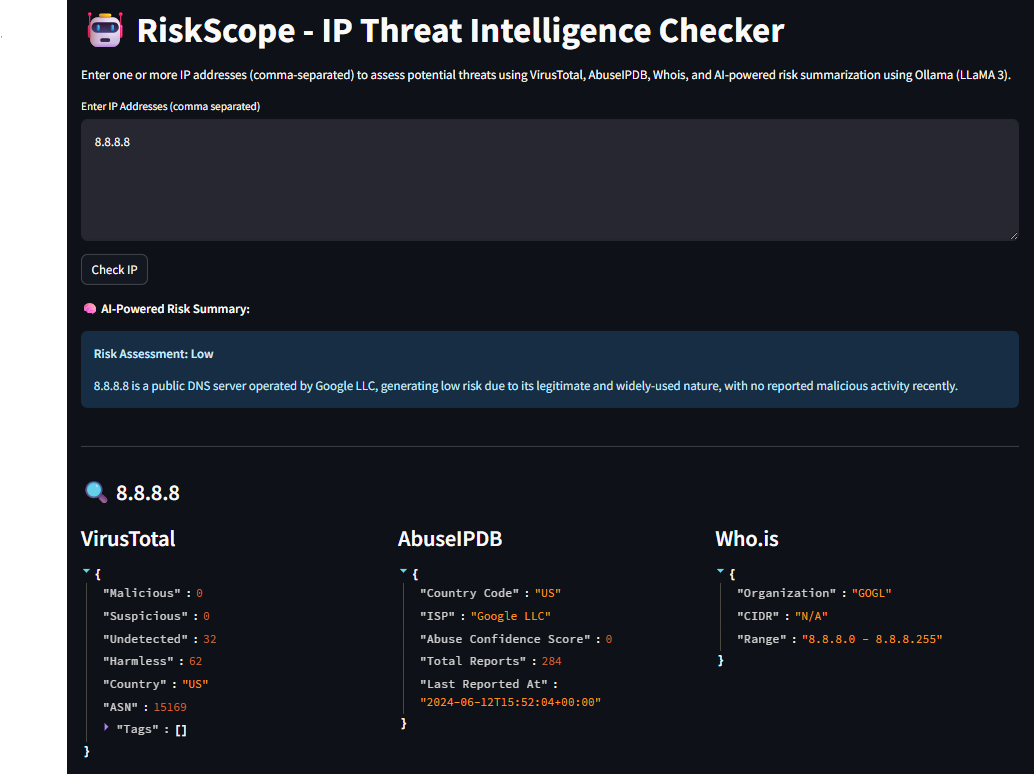 RiskScope - IP Threat Intelligence Checker
Enter one or more IP addresses (comma-separated) to assess potential threats using VirusTotal, AbuseIPDB, Whois, and AI-powered risk summarization using Ollama (LLaMA 3).
Enter IP Addresses (comma separated)
8.8.8.8
Check IP
AI-Powered Risk Summary:
Risk Assessment: Low
8.8.8.8 is a public DNS server operated by Google LLC, generating low risk due to its legitimate and widely-used nature, with no reported malicious activity recently.
8.8.8.8
VirusTotal
{
"Malicious" : 0
"Suspicious" : 0
"Undetected" : 32
"Harmless" : 62
"Country" : "US"
"ASN" : 15169
"Tags" : []
}
AbuseIPDB
{
"Country Code" : "US"
"ISP" : "Google LLC"
"Abuse Confidence Score" : 0
"Total Reports" : 284
"Last Reported At" :
"2024-06-12T15:52:04+00:00"
}
Who.is
{
"Organization" : "GOGL"
"CIDR" : "N/A"
"Range" : "8.8.8.0 - 8.8.8.255"
}